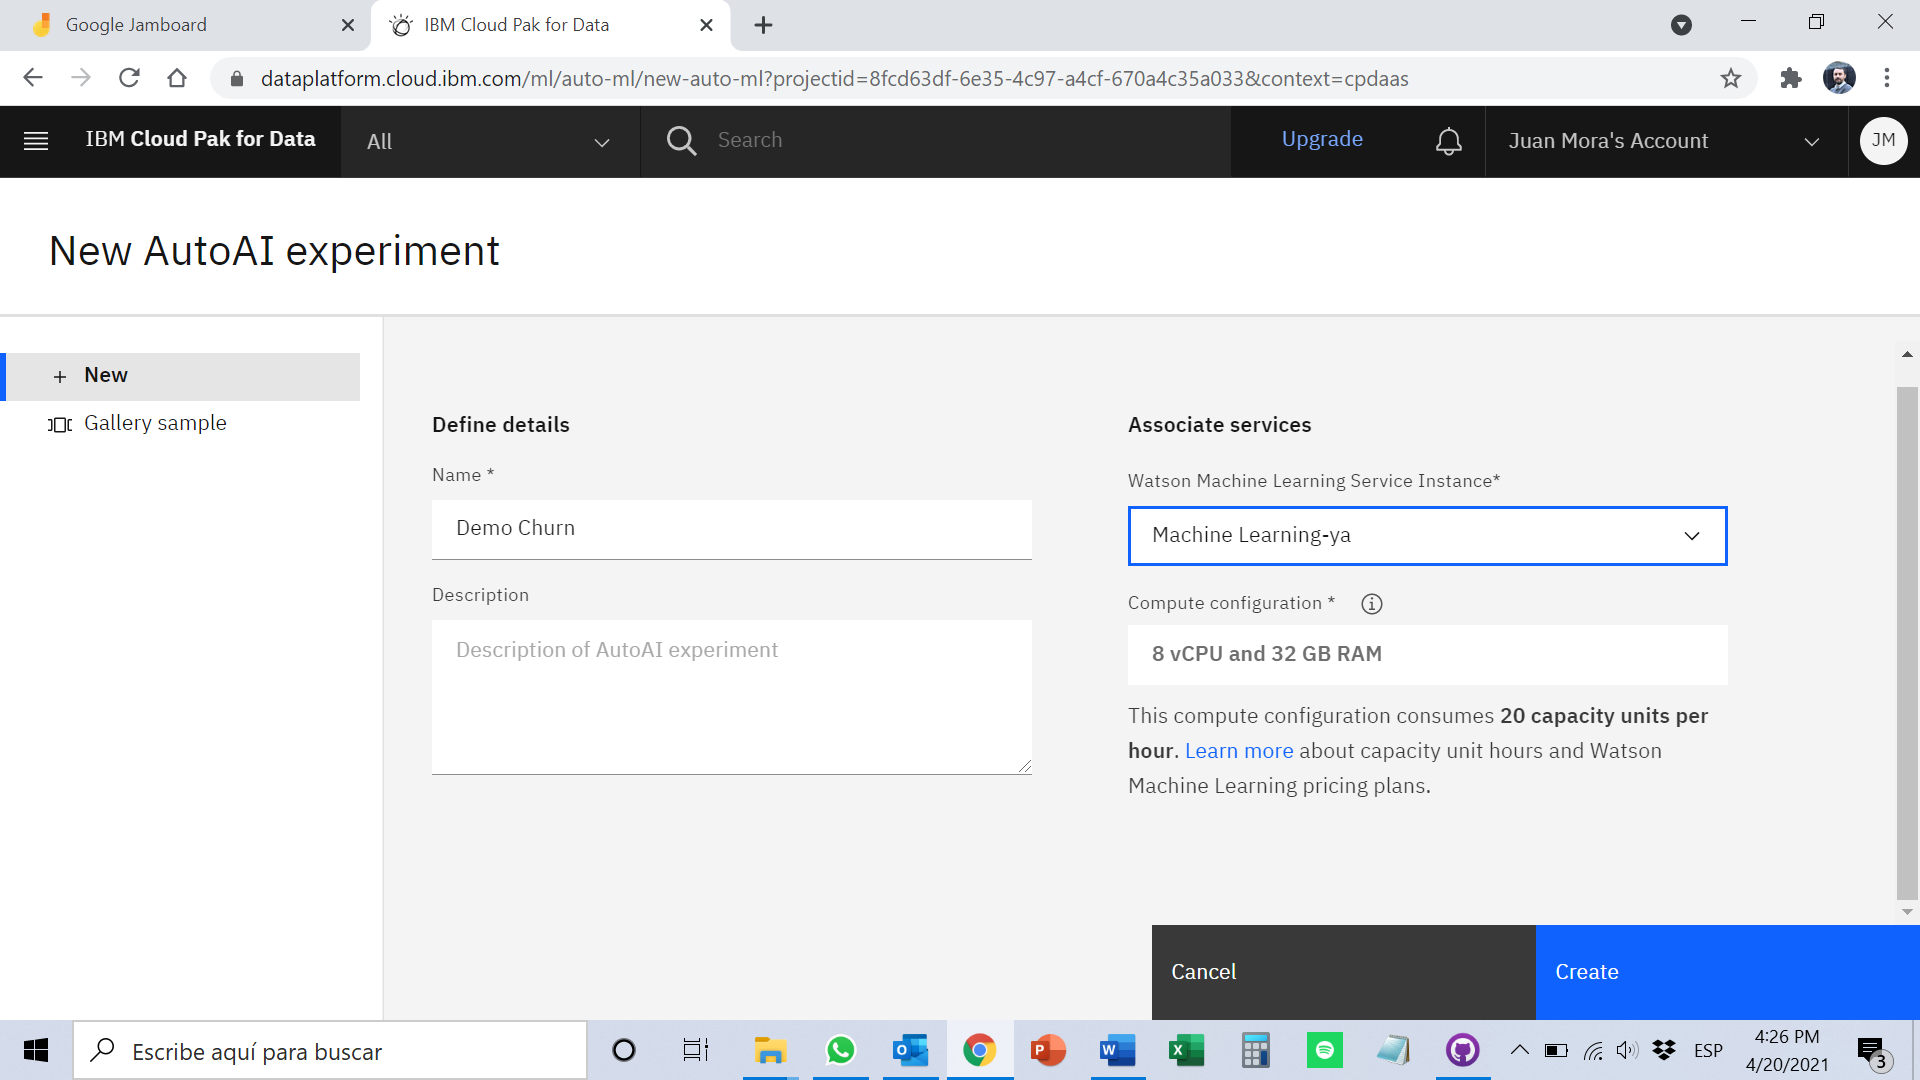 Google Jamboard
IBM Cloud Pak for Data
dataplatform.cloud.ibm.com/ml/auto-ml/new-auto-ml?projectid=8fcd63df-6e35-4c97-a4cf-670a4c35a033&context=cpdaas
IBM Cloud Pak for Data
All
Search
Upgrade
Juan Mora's Account
JM
New AutoAI experiment
New
Gallery sample
Define details
Name *
Demo Churn
Description
Description of AutoAI experiment
Associate services
Watson Machine Learning Service Instance*
Machine Learning-ya
Compute configuration *
8 vCPU and 32 GB RAM
This compute configuration consumes 20 capacity units per
hour. Learn more about capacity unit hours and Watson
Machine Learning pricing plans.
Cancel
Create
Escribe aquí para buscar
ESP
4:26 PM
4/20/2021
3